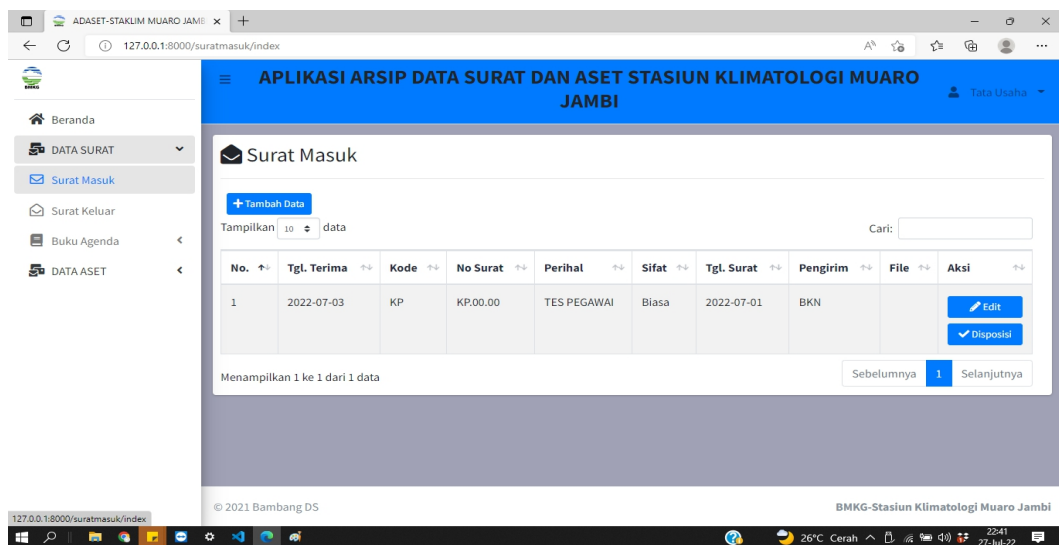 ADASET-STAKLIM MUARO JAMB
127.0.0.1:8000/suratmasuk/index
BMKG
APLIKASI ARSIP DATA SURAT DAN ASET STASIUN KLIMATOLOGI MUARO
JAMBI
Tata Usaha
Beranda
DATA SURAT
Surat Masuk
Surat Keluar
Buku Agenda
DATA ASET
Surat Masuk
+ Tambah Data
Tampilkan 10 data
Cari:
No. Tgl. Terima Kode No Surat Perihal Sifat Tgl. Surat Pengirim File Aksi
1 2022-07-03 KP KP.00.00 TES PEGAWAI Biasa 2022-07-01 BKN
Edit
Disposisi
Menampilkan 1 ke 1 dari 1 data
Sebelumnya 1 Selanjutnya
© 2021 Bambang DS
BMKG-Stasiun Klimatologi Muaro Jambi
127.0.0.1:8000/suratmasuk/index
26°C Cerah
22:41
27-Jul-22